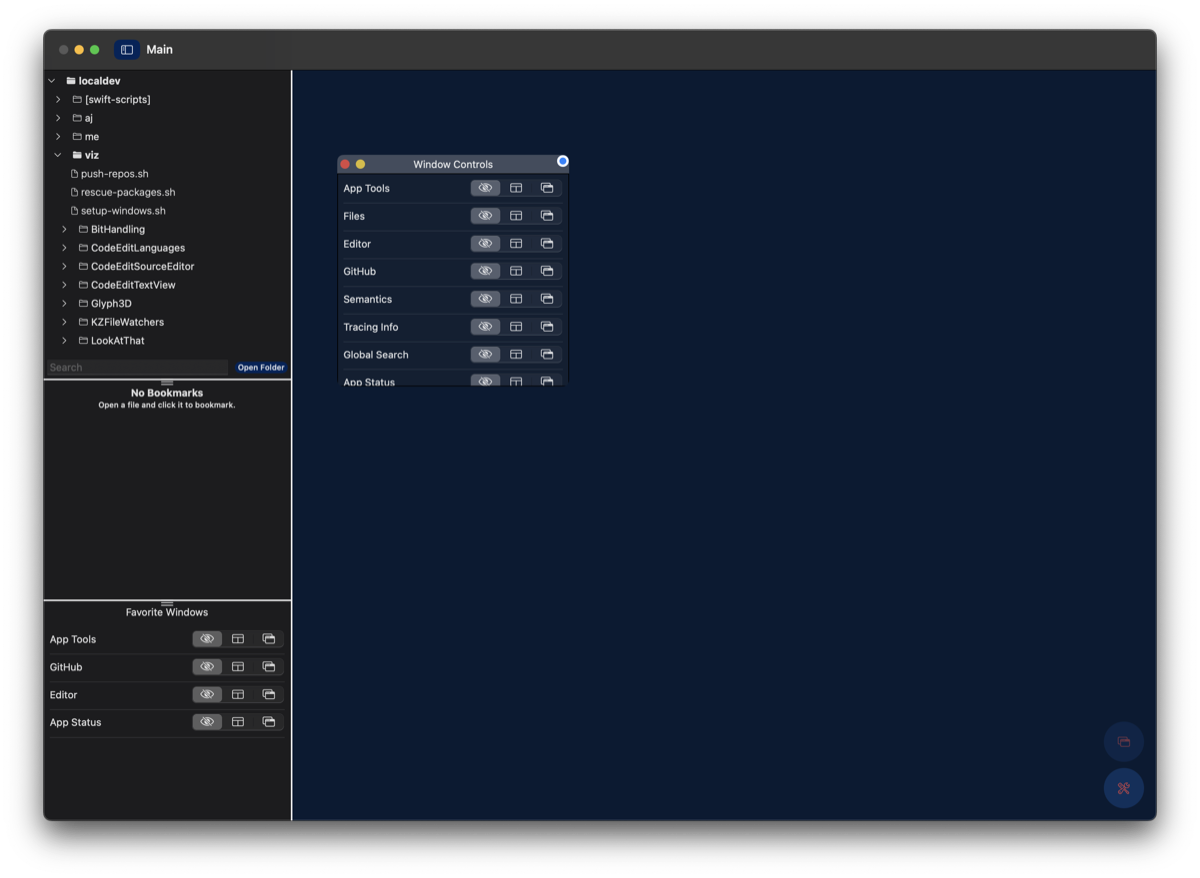 Main
localdev
[swift-scripts]
aj
me
viz
push-repos.sh
rescue-packages.sh
setup-windows.sh
BitHandling
CodeEditLanguages
CodeEditSourceEditor
CodeEditTextView
Glyph3D
KZFileWatchers
LookAtThat
Search
Open Folder
No Bookmarks
Open a file and click it to bookmark.
Favorite Windows
App Tools
GitHub
Editor
App Status
Window Controls
App Tools
Files
Editor
GitHub
Semantics
Tracing Info
Global Search
App Status